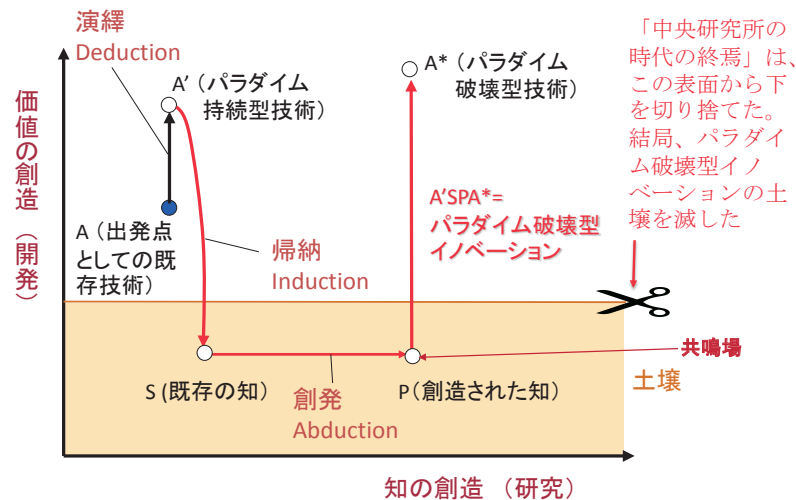 演繹
Deduction
A’ (パラダイム
持続型技術)
A* (パラダイム
破壊型技術)
「中央研究所の
時代の終焉」は、
この表面から下
を切り捨てた。
結局、パラダイ
ム破壊型イノ
ベーションの土
壌を滅した
価値の創造 (開発)
A (出発点
としての既
存技術)
帰納
Induction
A’SPA*=
パラダイム破壊型
イノベーション
共鳴場
土壌
S (既存の知)
創発
Abduction
P(創造された知)
知の創造 (研究)